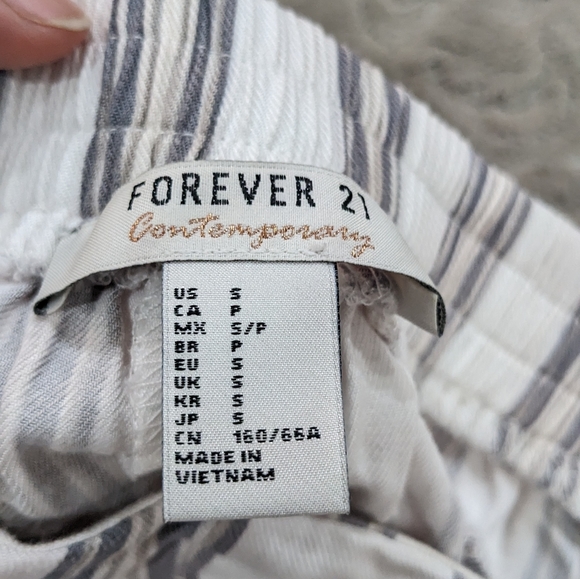 FOREVER 21
Contemporary
US S
CA P
MX S/P
BR P
EU S
UK S
KR S
JP S
CN 160/66A
MADE IN
VIETNAM